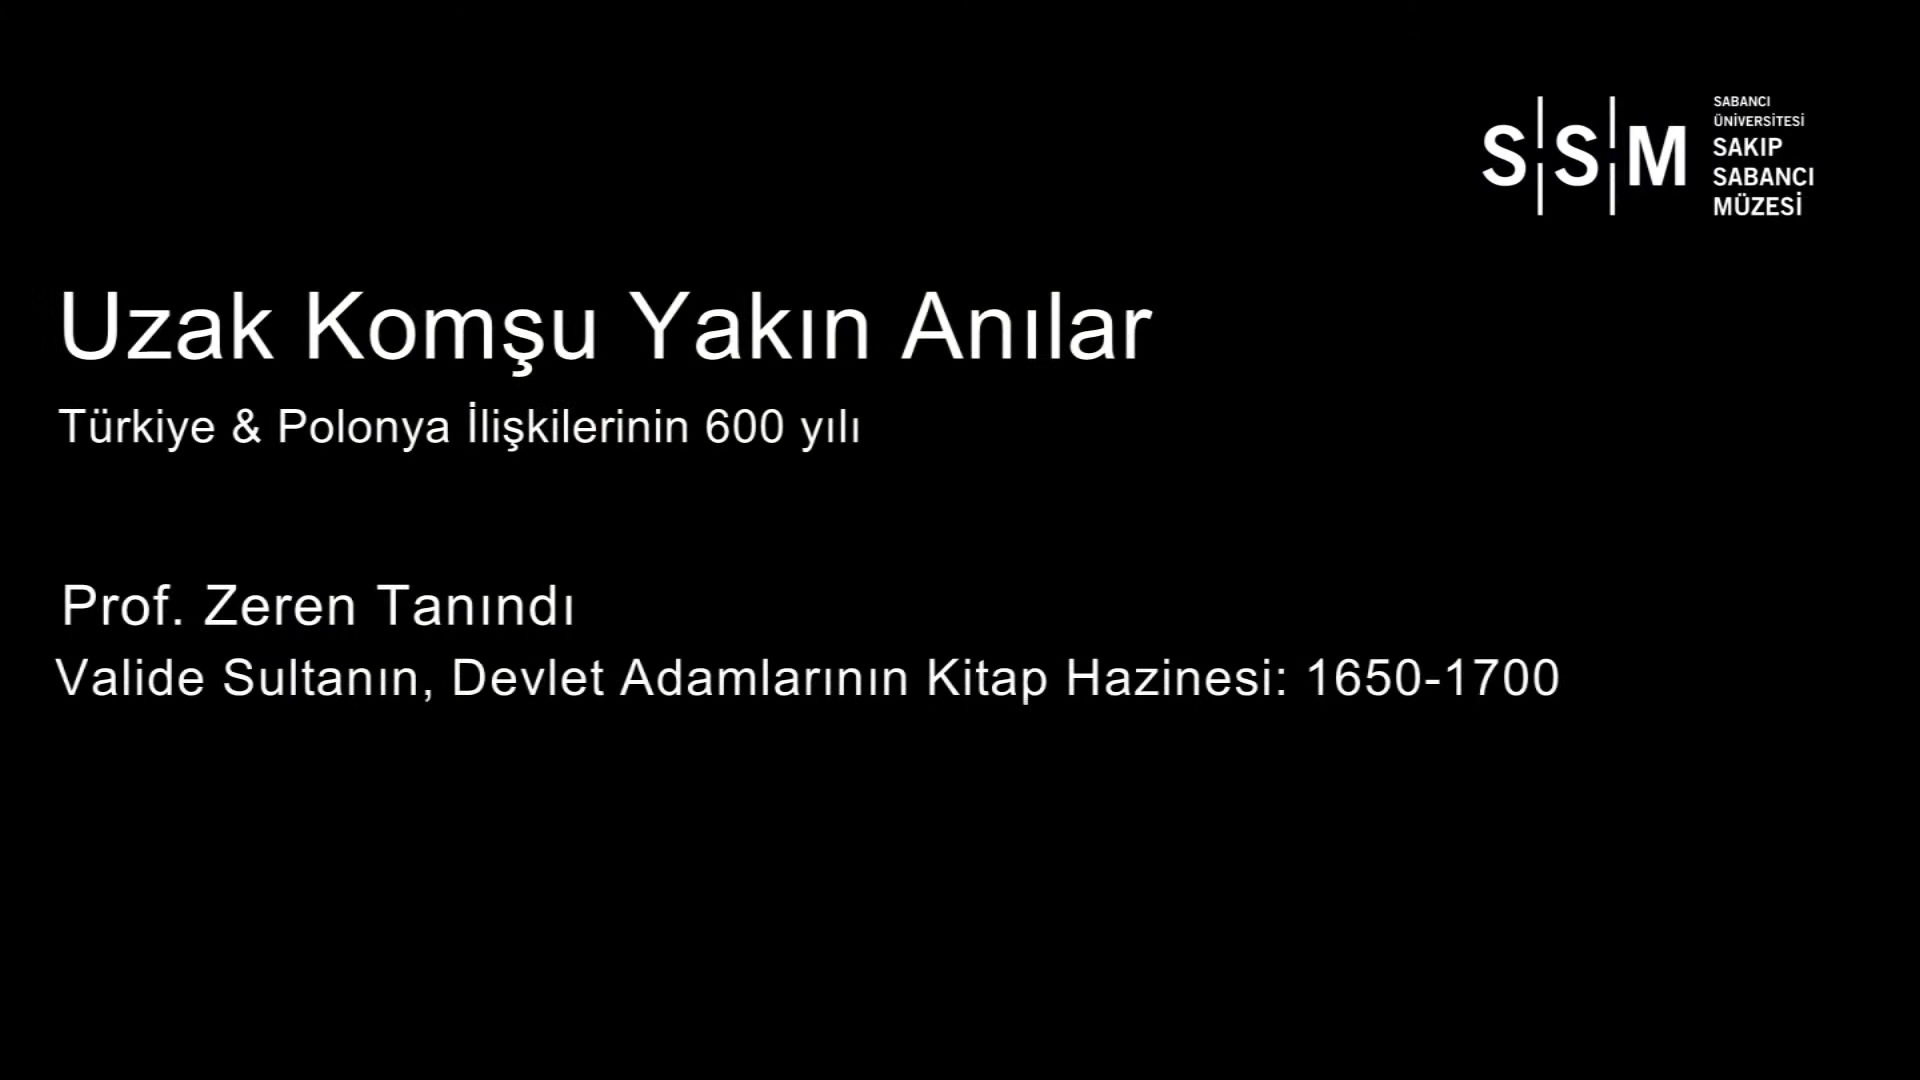 S S M
SABANCI
ÜNİVERSİTESİ
SAKIP
SABANCI
MÜZESİ
Uzak Komşu Yakın Anılar
Türkiye & Polonya İlişkilerinin 600 yılı
Prof. Zeren Tanındı
Valide Sultanın, Devlet Adamlarının Kitap Hazinesi: 1650-1700